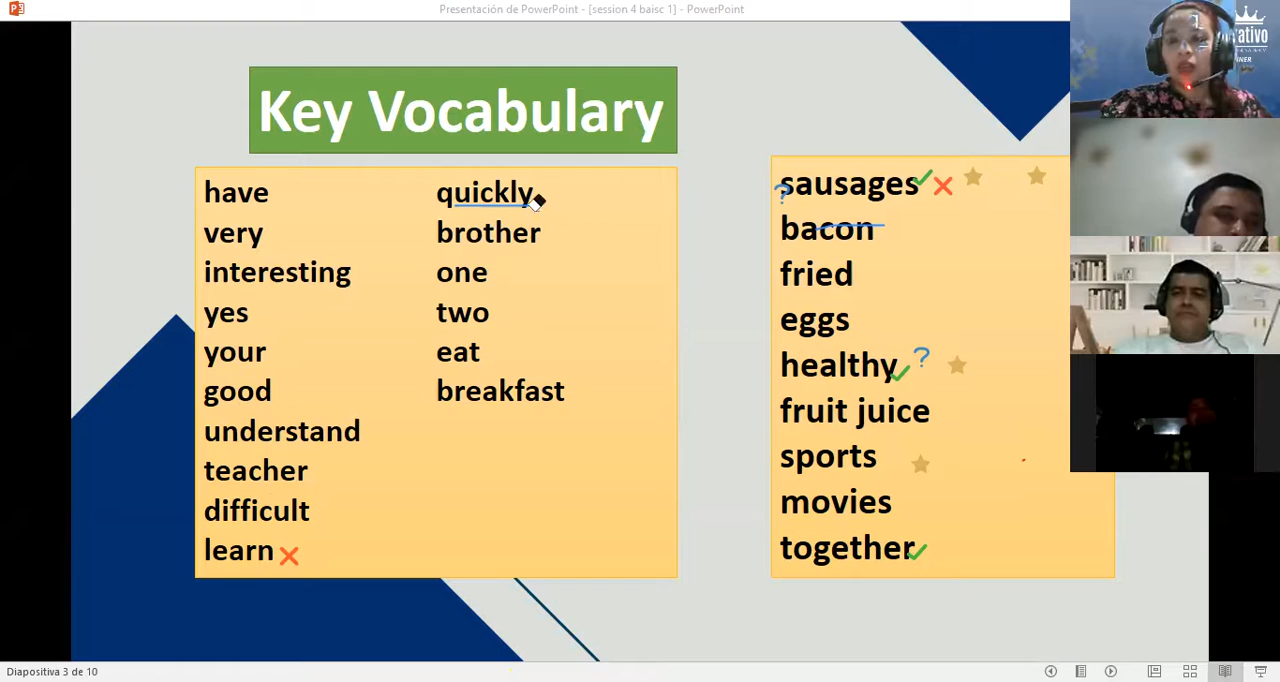 Presentación de PowerPoint - [session 4 baisc 1] - PowerPoint
Key Vocabulary
have
very
interesting
yes
your
good
understand
teacher
difficult
learn
quickly
brother
one
two
eat
breakfast
sausages
?
bacon
fried
eggs
healthy ?
fruit juice
sports
movies
together
Diapositiva 3 de 10